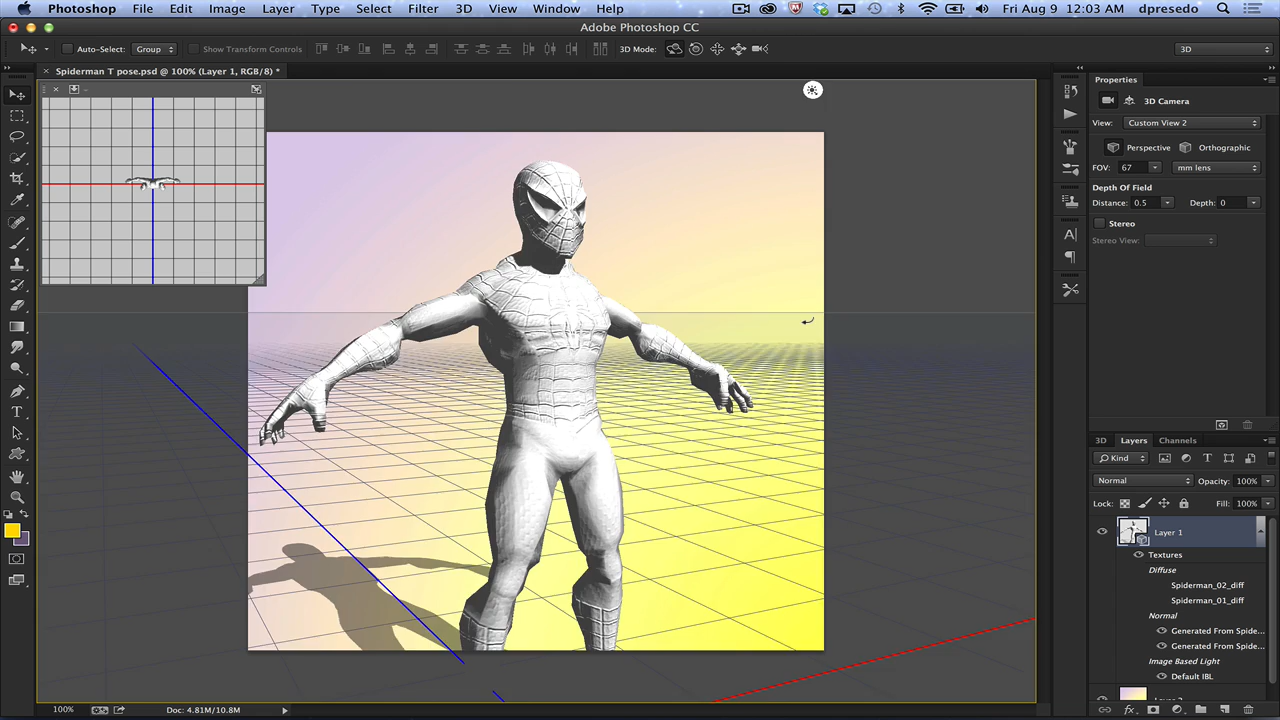 Photoshop File Edit Image Layer Type Select Filter 3D View Window Help Fri Aug 9 12:03 AM dpresedo
Adobe Photoshop CC
Auto-Select: Group Show Transform Controls 3D Mode: 3D
Spiderman T pose.psd @ 100% (Layer 1, RGB/8) *
Properties
3D Camera
View: Custom View 2
Perspective Orthographic
FOV: 67 mm lens
Depth Of Field
Distance: 0.5 Depth: 0
Stereo
Stereo View:
3D Layers Channels
Kind
Normal Opacity: 100%
Lock: Fill: 100%
Layer 1
Textures
Diffuse
Spiderman_02_diff
Spiderman_01_diff
Normal
Generated From Spide...
Generated From Spide...
Image Based Light
Default IBL
100% Doc: 4.81M/10.8M